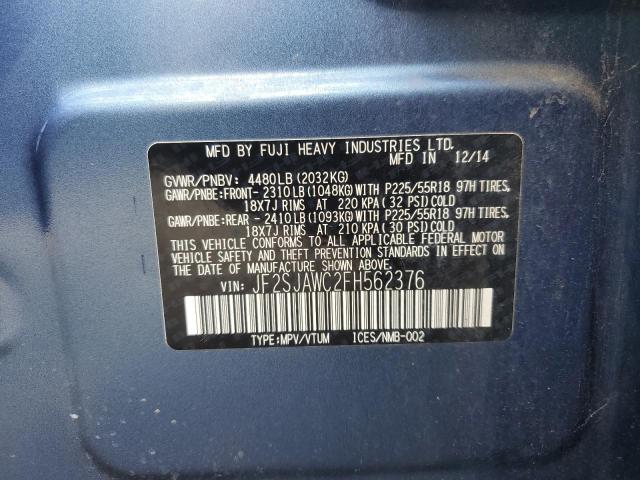 MFD BY FUJI HEAVY INDUSTRIES LTD.
MFD IN 12/14
GVWR/PNBV: 4480LB(2032KG)
GAWR/PNBE:FRONT-2310LB(1048KG)WITH P225/55R18 97H TIRES,
18X7J RIMS AT 220 KPA(32 PSI)COLD
GAWR/PNBE:REAR -2410LB(1093KG)WITH P225/55R18 97H TIRES,
18X7J RIMS AT 210 KPA(30 PSI)COLD
THIS VEHICLE CONFORMS TO ALL APPLICABLE FEDERAL MOTOR
VEHICLE SAFETY AND THEFT PREVENTION STANDARDS IN EFFECT ON
THE DATE OF MANUFACTURE SHOWN ABOVE.
VIN: JF2SJAWC2FH562376
TYPE:MPV/VTUM ICES/NMB-002